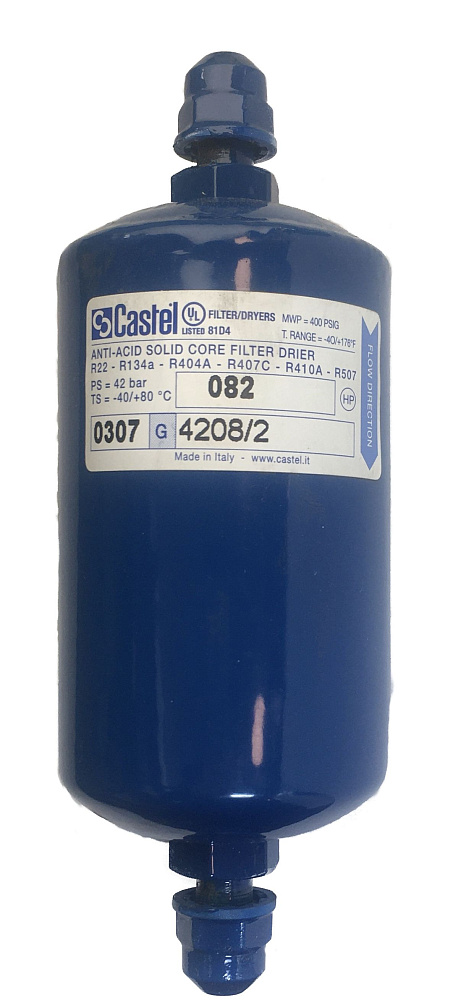 Castel
UL
LISTED 81D4
FILTER/DRYERS
MWP = 400 PSIG
T. RANGE = -40/+176°F
ANTI-ACID SOLID CORE FILTER DRIER
R22 - R134a - R404A - R407C - R410A - R507
PS = 42 bar
TS = -40/+80 °C
082
HP
0307 G 4208/2
Made in Italy - www.castel.it
FLOW DIRECTION